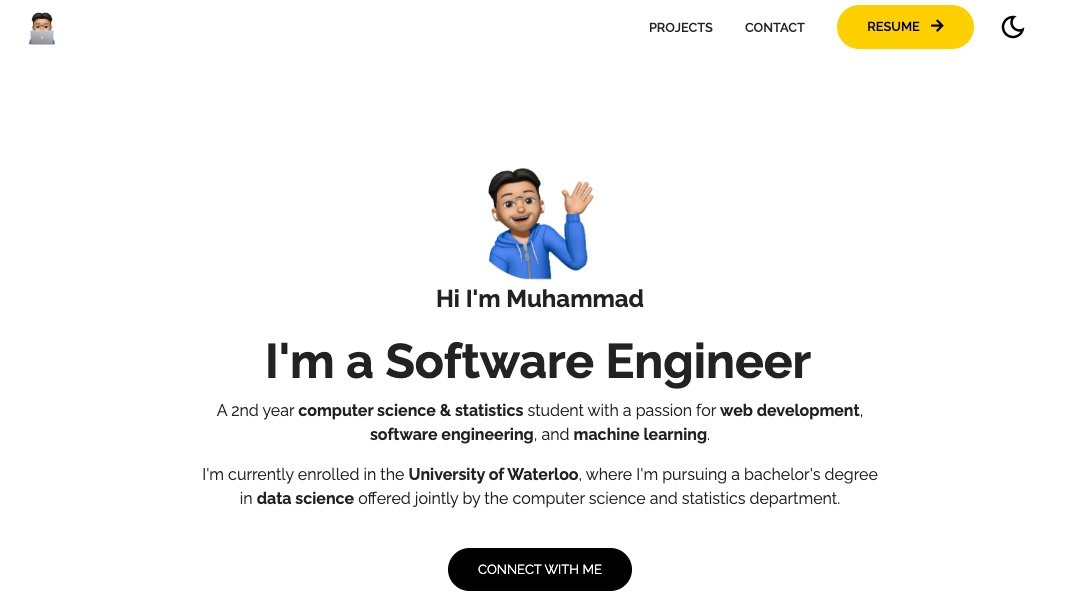 PROJECTS
CONTACT
RESUME
Hi I'm Muhammad
I'm a Software Engineer
A 2nd year computer science & statistics student with a passion for web development,
software engineering, and machine learning.
I'm currently enrolled in the University of Waterloo, where I'm pursuing a bachelor's degree
in data science offered jointly by the computer science and statistics department.
CONNECT WITH ME